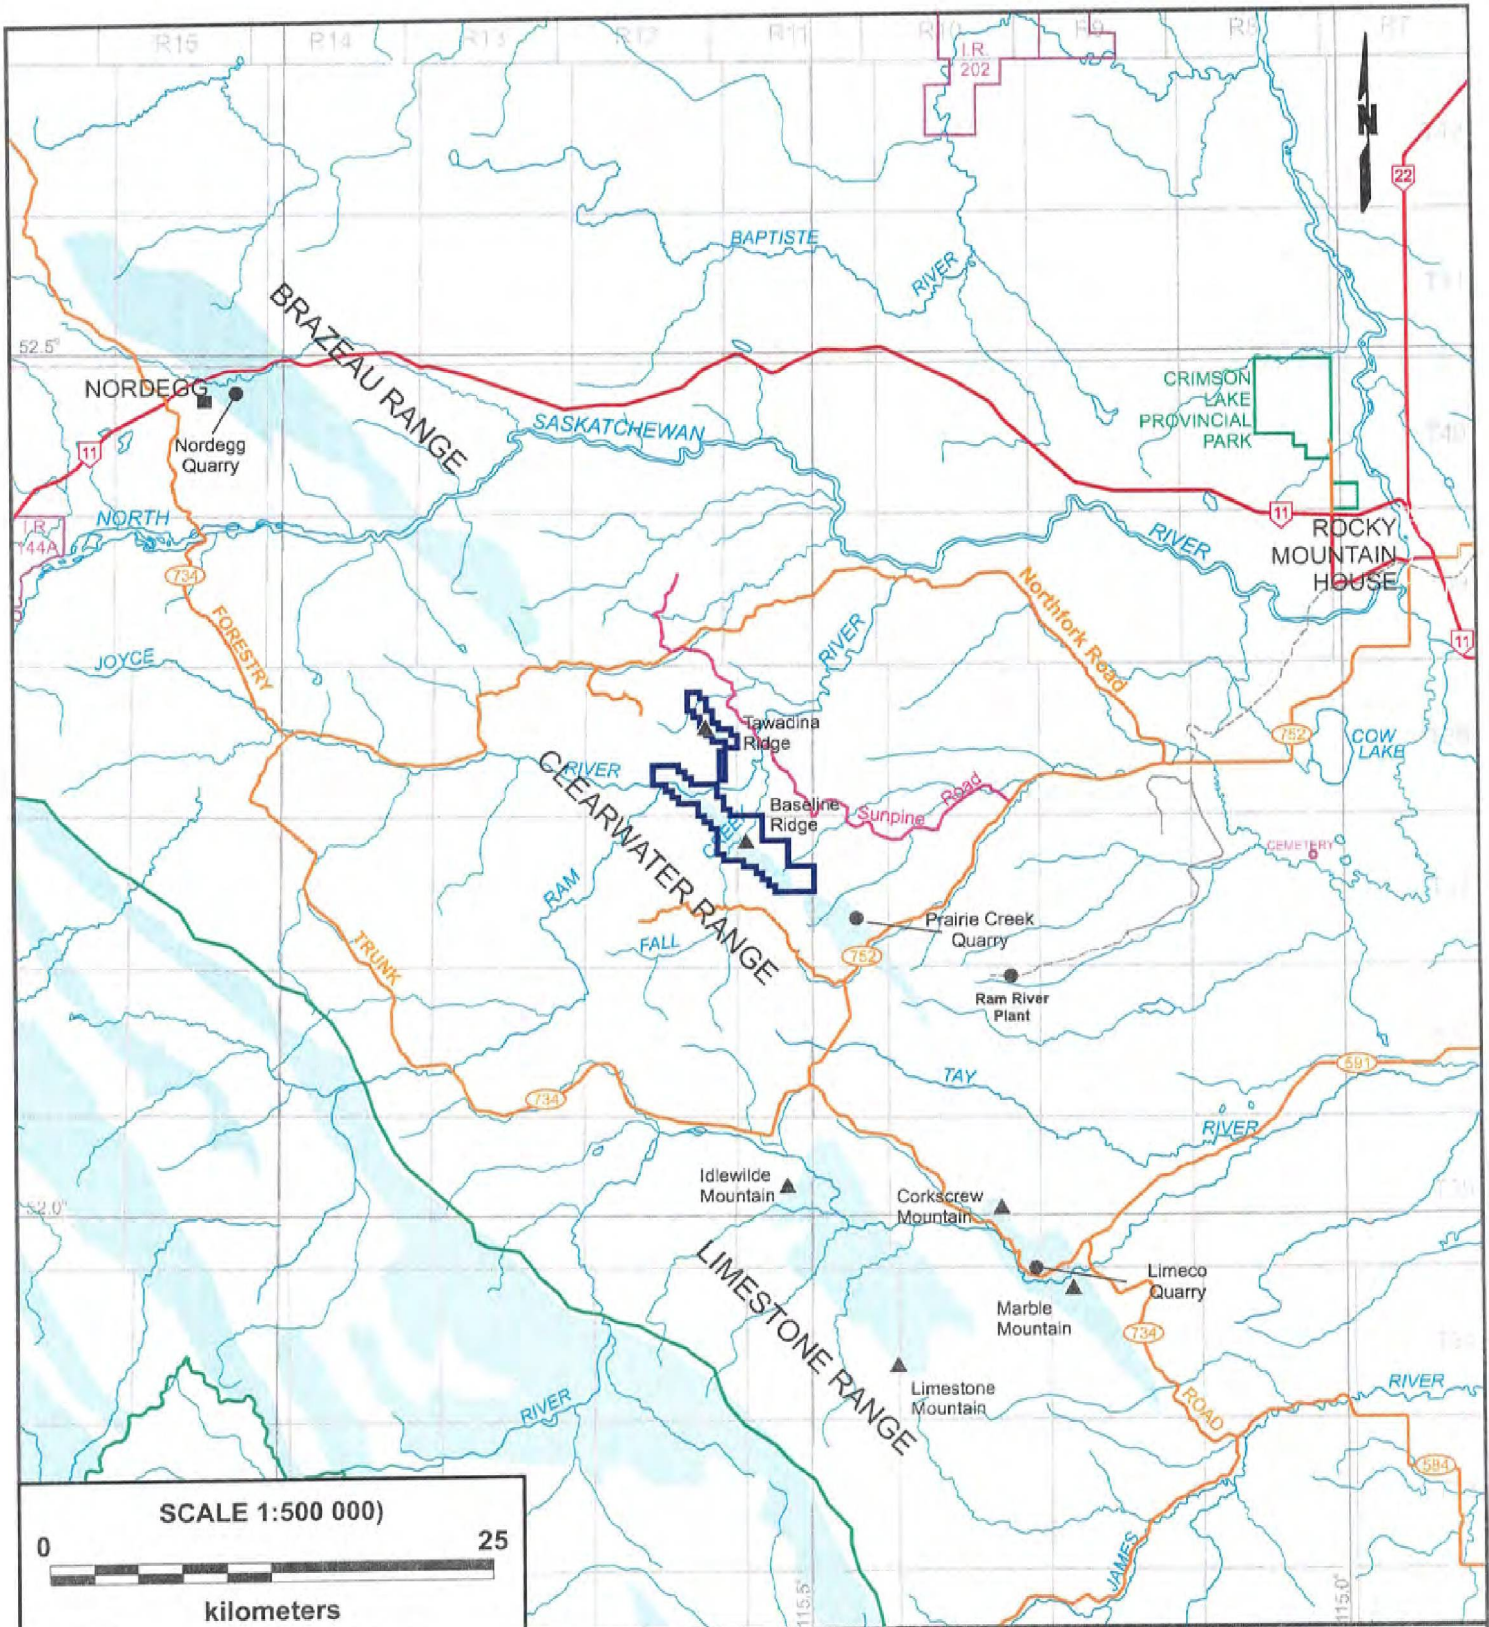 R15
R14
R13
R12
R11
R10
R9
R8
R7
I.R.
202
N
22
BAPTISTE
RIVER
BRAZEAU RANGE
52.5°
NORDEGG
Nordegg
Quarry
11
SASKATCHEWAN
CRIMSON
LAKE
PROVINCIAL
PARK
T40
NORTH
I.R.
144A
11
RIVER
ROCKY
MOUNTAIN
HOUSE
734
FORESTRY
Northfork Road
RIVER
11
JOYCE
Tawadina
Ridge
752
COW
LAKE
CLEARWATER RANGE
RIVER
Baseline
Ridge
Sunpine Road
CEMETERY
RAM
FALL
Prairie Creek
Quarry
TRUNK
752
Ram River
Plant
734
TAY
591
RIVER
Idlewilde
Mountain
Corkscrew
Mountain
52.0°
LIMESTONE RANGE
Limeco
Quarry
Marble
Mountain
734
Limestone
Mountain
RIVER
ROAD
RIVER
584
JAMES
115.5°
115.0°
SCALE 1:500 000)
0 25
kilometers